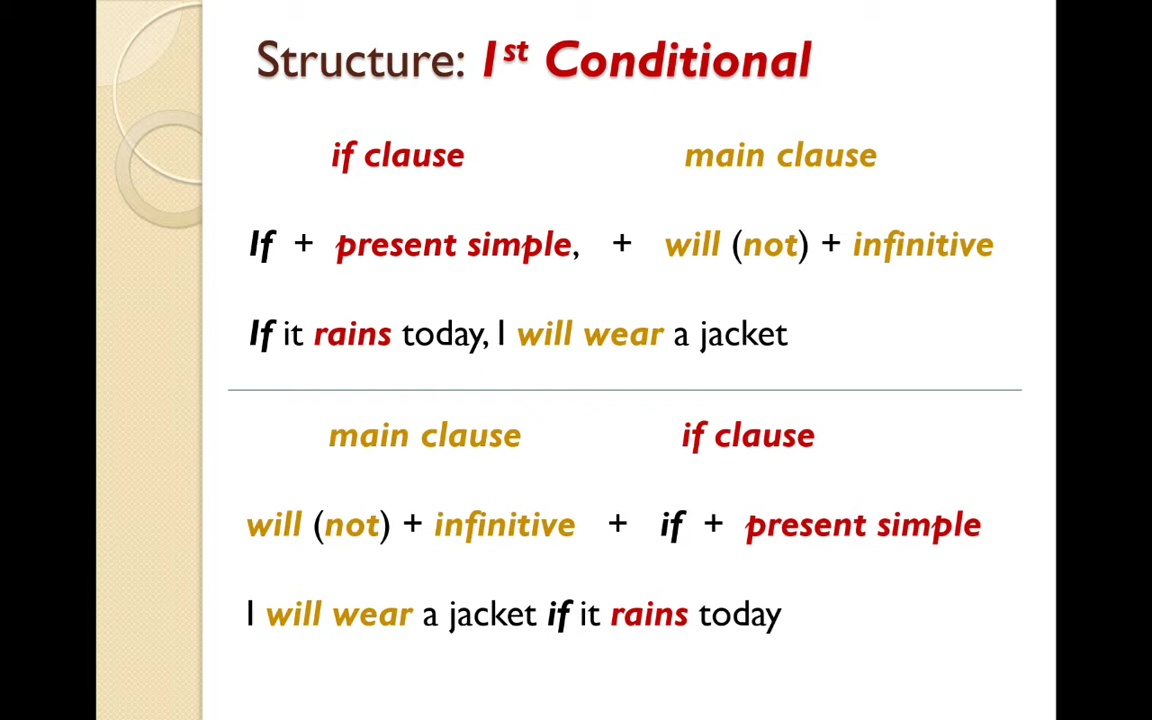 Structure: 1st Conditional
if clause main clause
If + present simple, + will (not) + infinitive
If it rains today, I will wear a jacket
main clause if clause
will (not) + infinitive + if + present simple
I will wear a jacket if it rains today